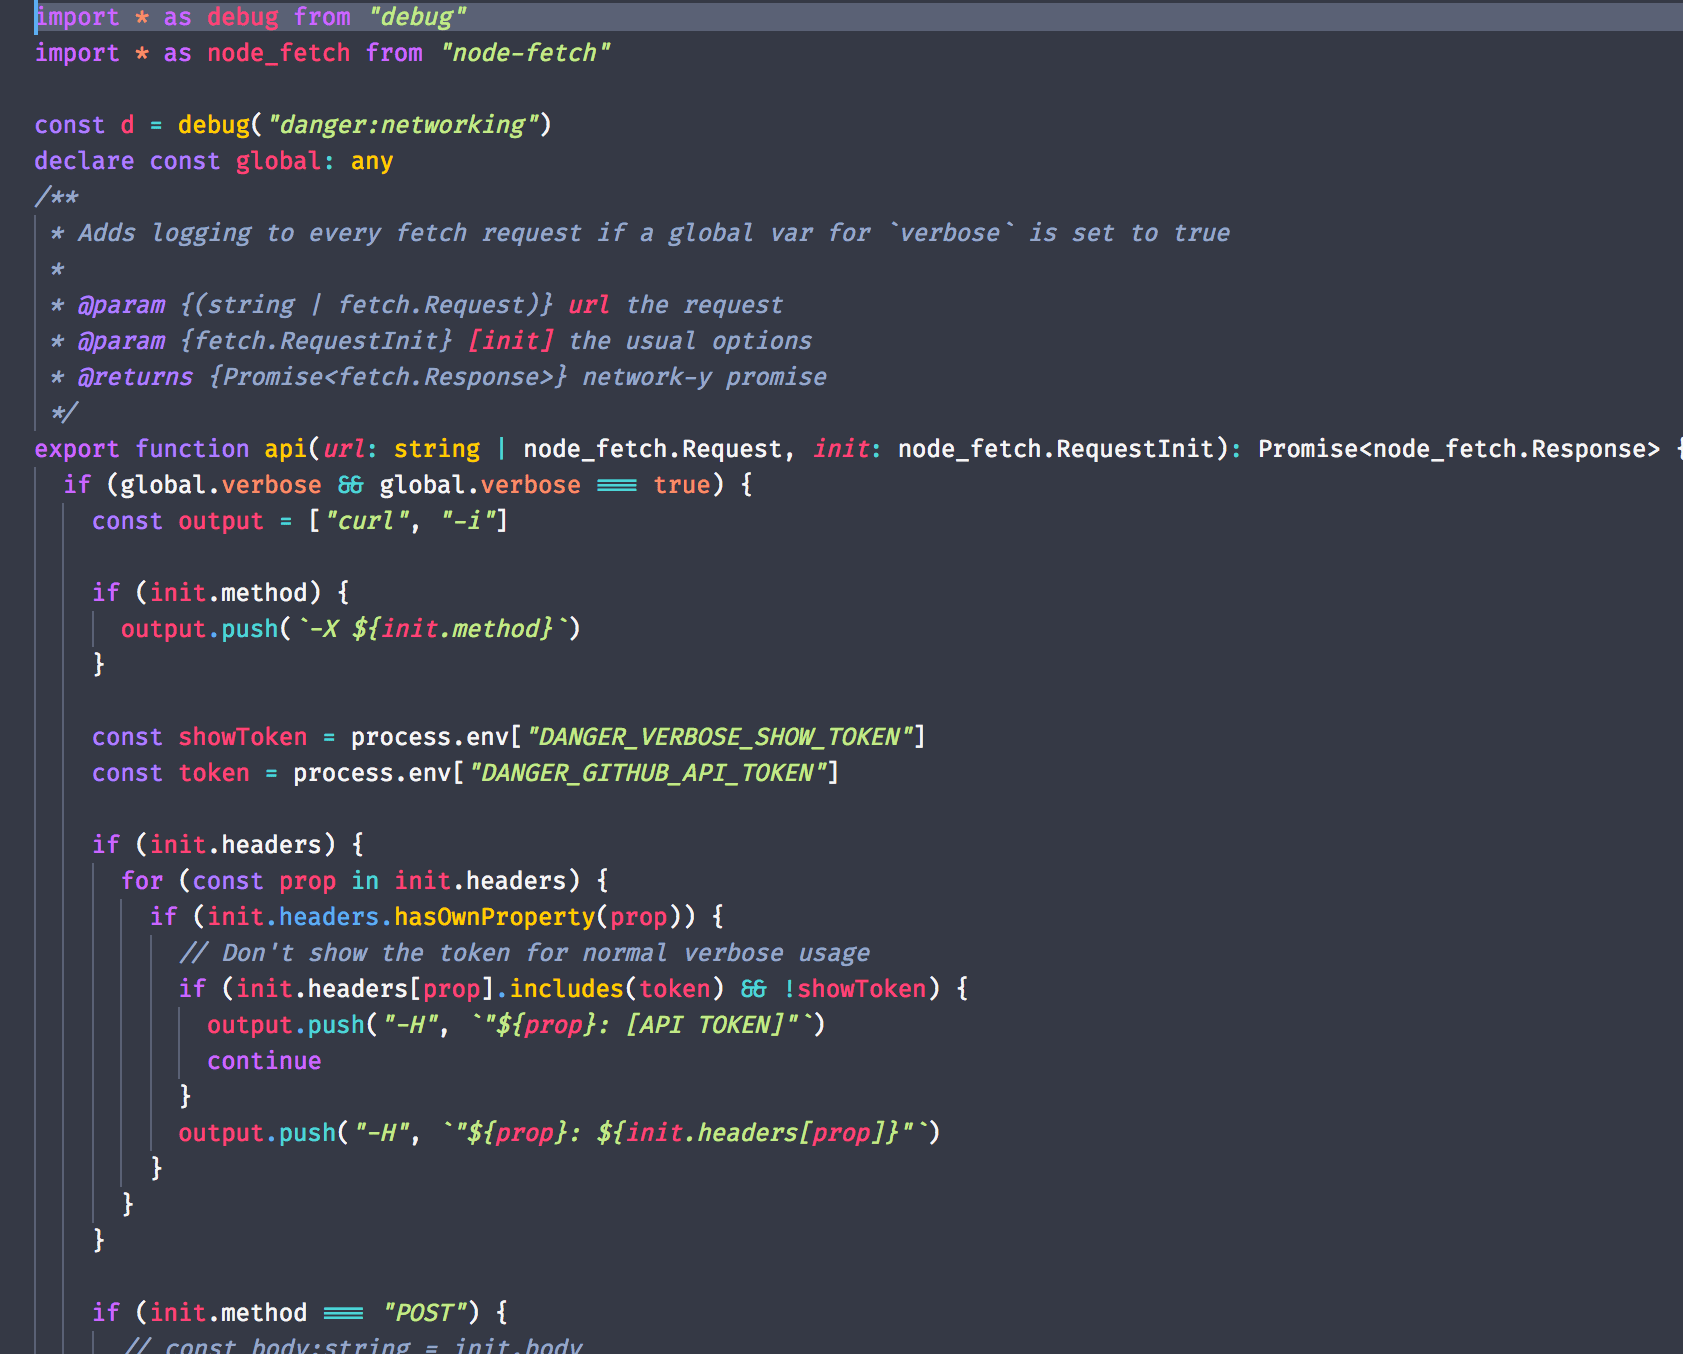 import * as debug from "debug"
import * as node_fetch from "node-fetch"
const d = debug("danger:networking")
declare const global: any
/**
* Adds logging to every fetch request if a global var for `verbose` is set to true
*
* @param {(string | fetch.Request)} url the request
* @param {fetch.RequestInit} [init] the usual options
* @returns {Promise<fetch.Response>} network-y promise
*/
export function api(url: string | node_fetch.Request, init: node_fetch.RequestInit): Promise<node_fetch.Response> {
if (global.verbose && global.verbose === true) {
const output = ["curl", "-i"]
if (init.method) {
output.push(`-X ${init.method}`)
}
const showToken = process.env["DANGER_VERBOSE_SHOW_TOKEN"]
const token = process.env["DANGER_GITHUB_API_TOKEN"]
if (init.headers) {
for (const prop in init.headers) {
if (init.headers.hasOwnProperty(prop)) {
// Don't show the token for normal verbose usage
if (init.headers[prop].includes(token) && !showToken) {
output.push("-H", `"${prop}: [API TOKEN]"`)
continue
}
output.push("-H", `"${prop}: ${init.headers[prop]}"`)
}
}
}
if (init.method === "POST") {
// const body:string = init.body